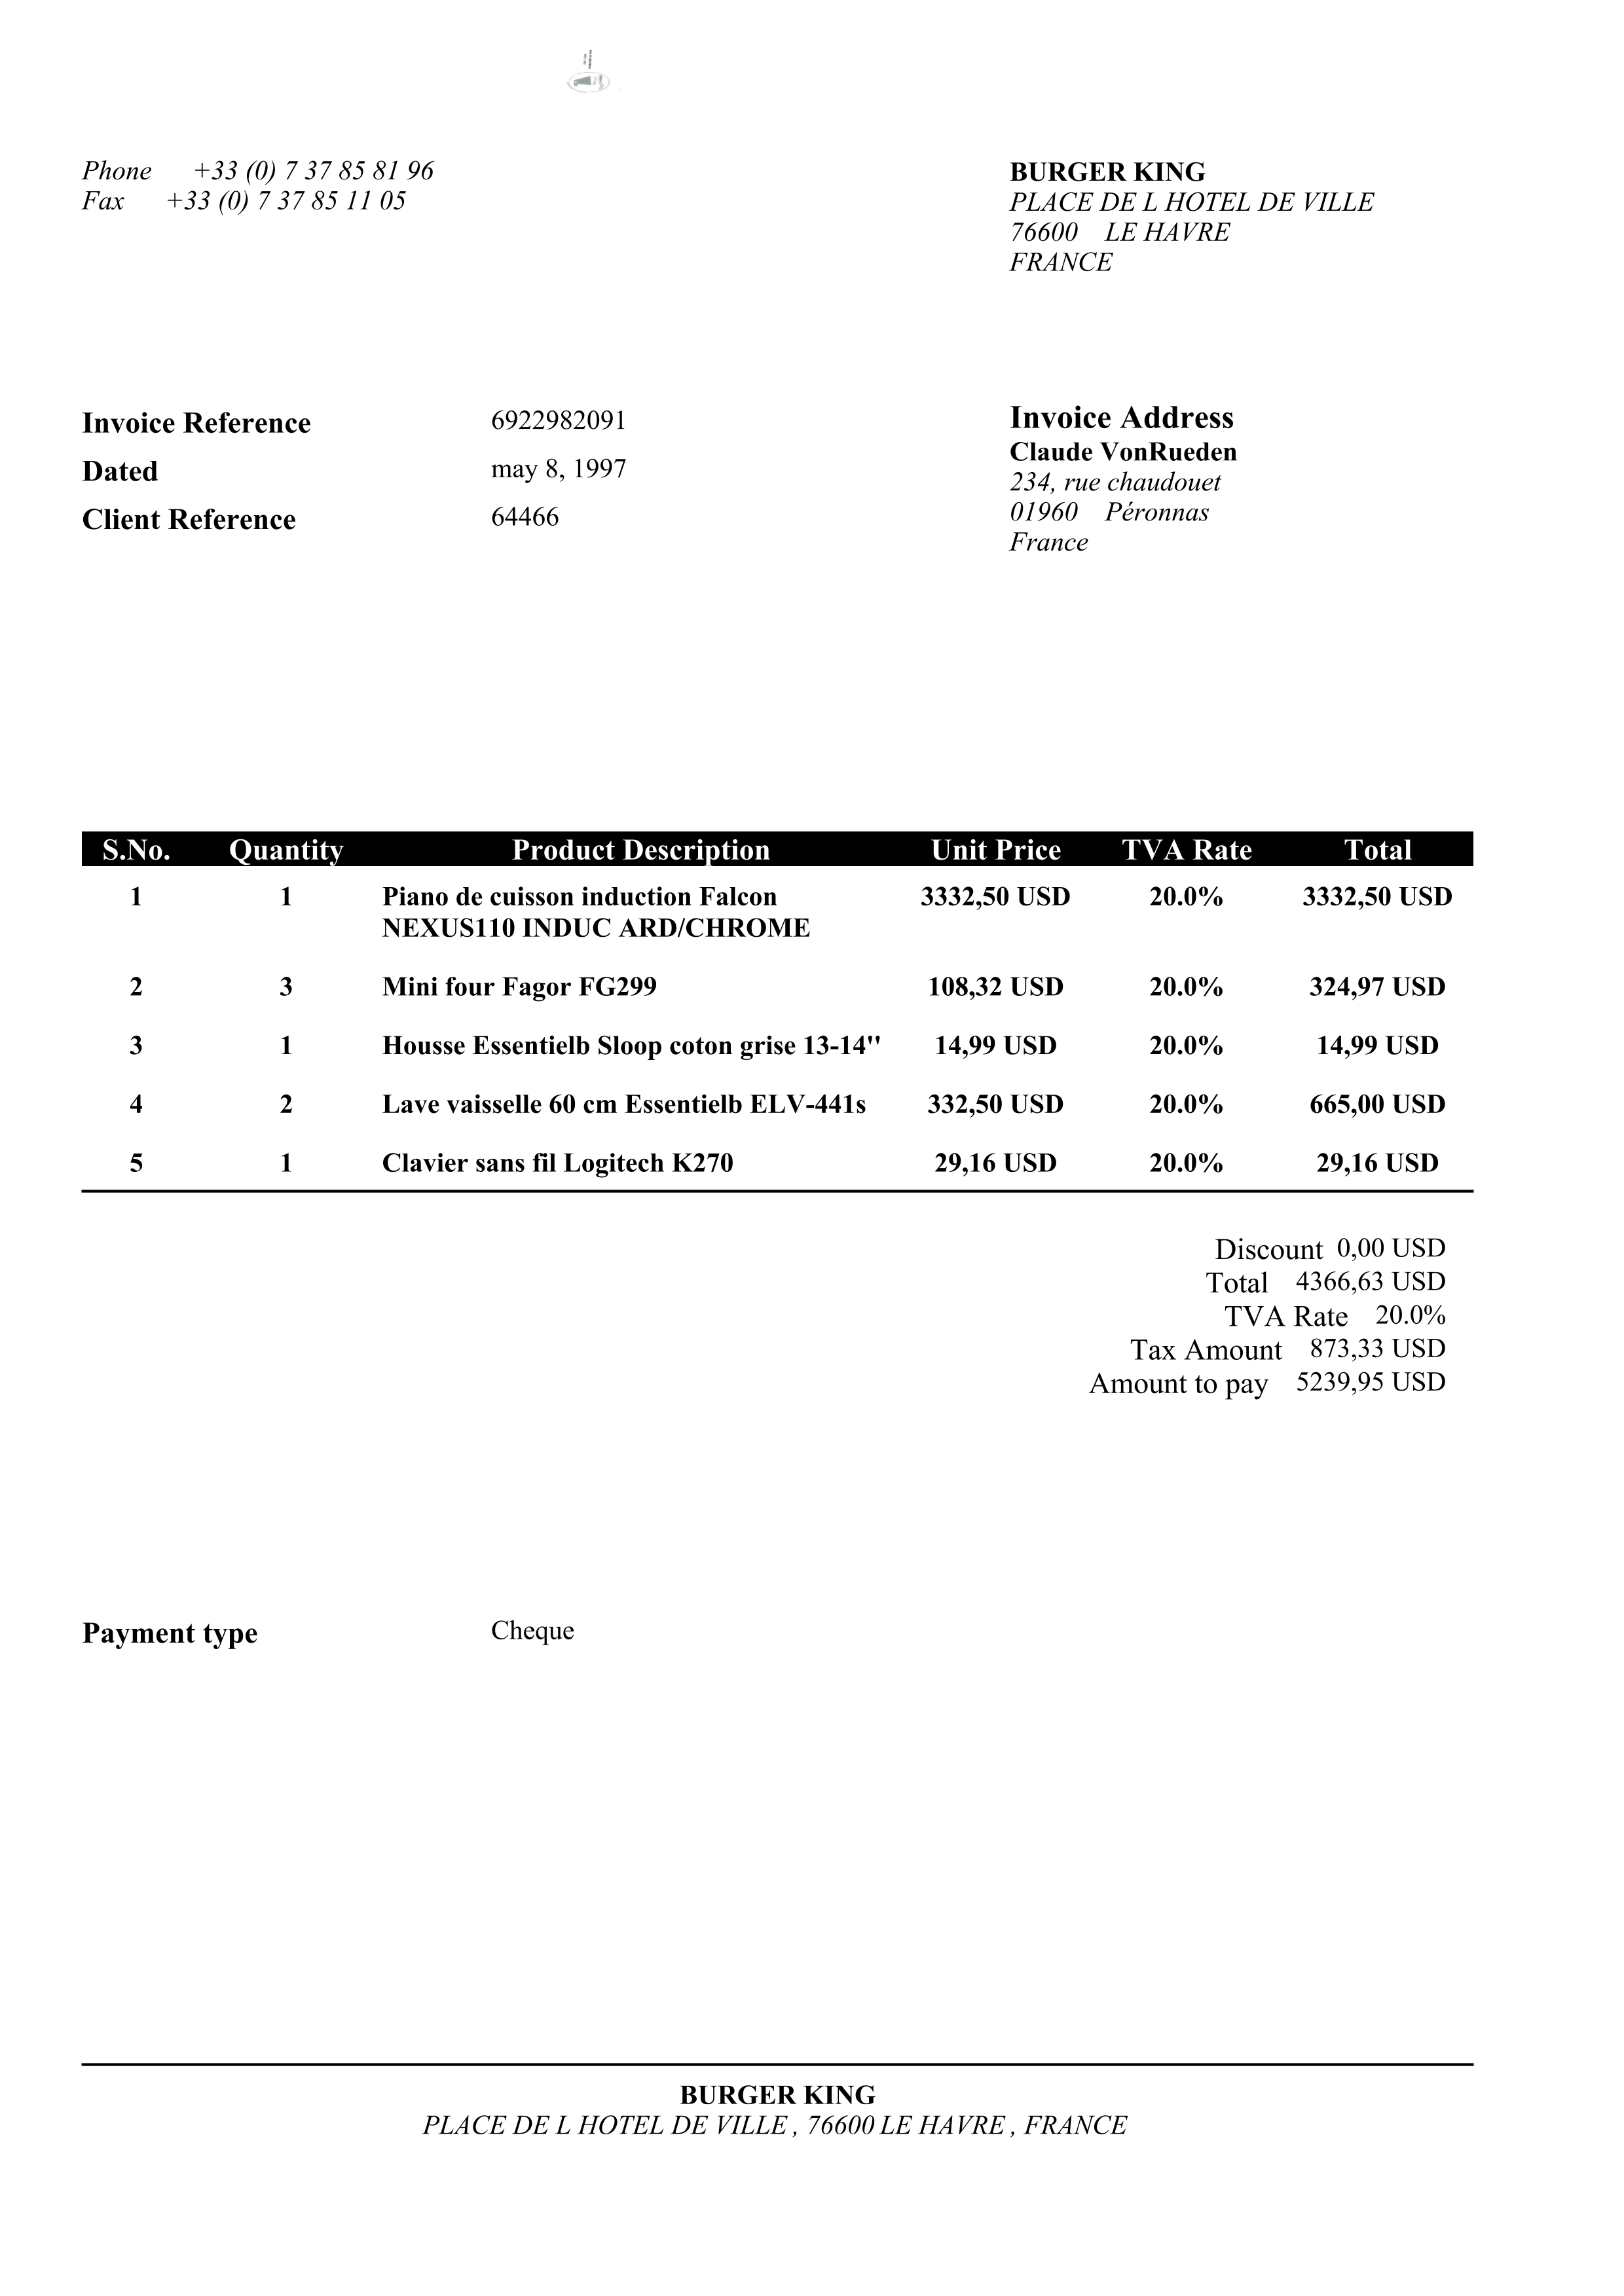 Phone +33 (0) 7 37 85 81 96
Fax +33 (0) 7 37 85 11 05
BURGER KING
PLACE DE L HOTEL DE VILLE
76600 LE HAVRE
FRANCE
Invoice Reference 6922982091
Dated may 8, 1997
Client Reference 64466
Invoice Address
Claude VonRueden
234, rue chaudouet
01960 Péronnas
France
S.No. Quantity Product Description Unit Price TVA Rate Total
1 1 Piano de cuisson induction Falcon 3332,50 USD 20.0% 3332,50 USD
NEXUS110 INDUC ARD/CHROME
2 3 Mini four Fagor FG299 108,32 USD 20.0% 324,97 USD
3 1 Housse Essentielb Sloop coton grise 13-14'' 14,99 USD 20.0% 14,99 USD
4 2 Lave vaisselle 60 cm Essentielb ELV-441s 332,50 USD 20.0% 665,00 USD
5 1 Clavier sans fil Logitech K270 29,16 USD 20.0% 29,16 USD
Discount 0,00 USD
Total 4366,63 USD
TVA Rate 20.0%
Tax Amount 873,33 USD
Amount to pay 5239,95 USD
Payment type Cheque
BURGER KING
PLACE DE L HOTEL DE VILLE , 76600 LE HAVRE , FRANCE